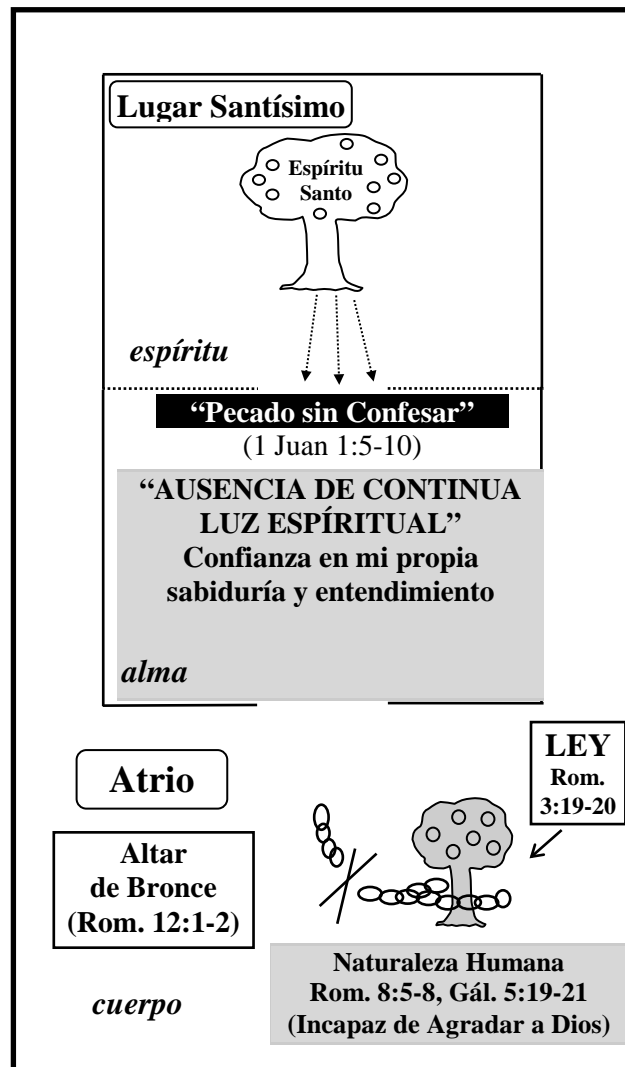 Lugar Santísimo
Espíritu
Santo
espíritu
“Pecado sin Confesar”
(1 Juan 1:5-10)
“AUSENCIA DE CONTINUA
LUZ ESPÍRITUAL”
Confianza en mi propia
sabiduría y entendimiento
alma
Atrio
LEY
Rom.
3:19-20
Altar
de Bronce
(Rom. 12:1-2)
cuerpo
Naturaleza Humana
Rom. 8:5-8, Gál. 5:19-21
(Incapaz de Agradar a Dios)